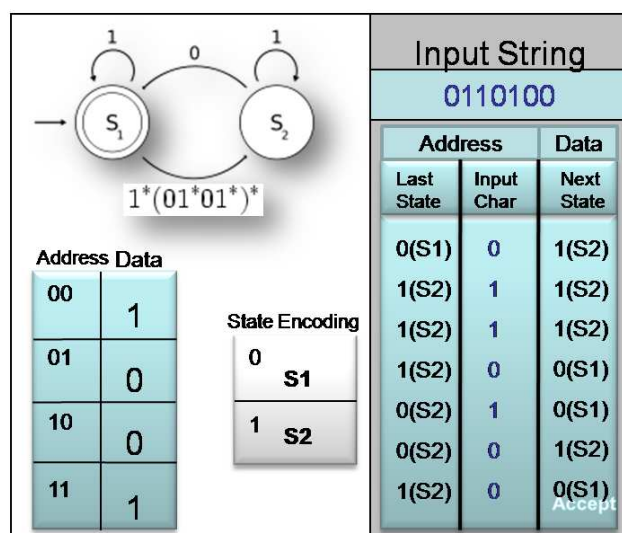 1
1
0
S1
S2
1*(01*01*)*
Address Data
00 1
01 0
10 0
11 1
State Encoding
0 S1
1 S2
Input String
0110100
Address Data
Last State Input Char Next State
0(S1) 0 1(S2)
1(S2) 1 1(S2)
1(S2) 1 1(S2)
1(S2) 0 0(S1)
0(S2) 1 0(S1)
0(S2) 0 1(S2)
1(S2) 0 0(S1)
Accept